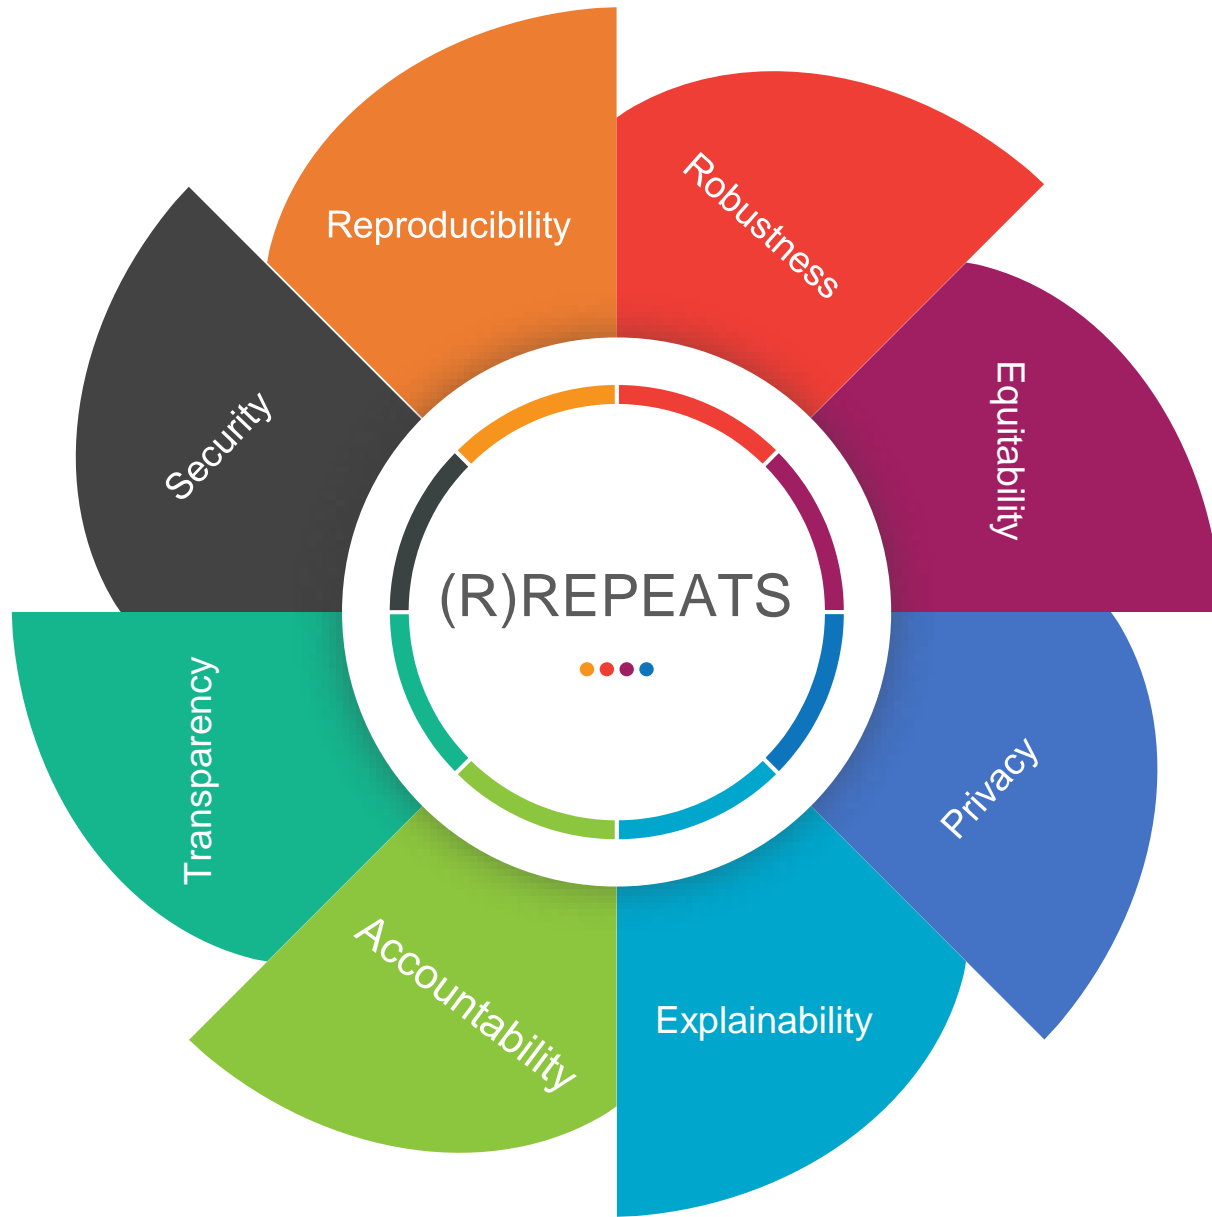 Reproducibility
Robustness
Equitability
Privacy
Explainability
Accountability
Transparency
Security
(R)REPEATS